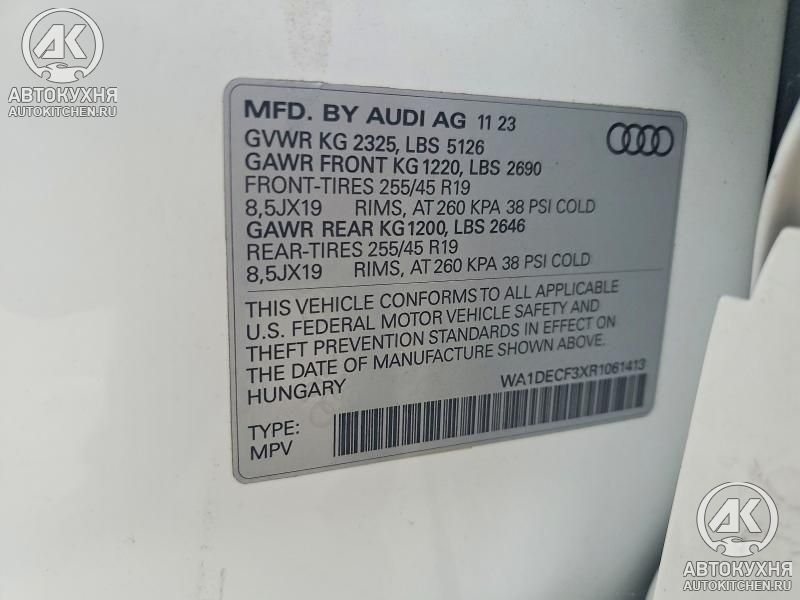 АК
АВТОКУХНЯ
AUTOKITCHEN.RU
MFD. BY AUDI AG 11 23
GVWR KG 2325, LBS 5126
GAWR FRONT KG 1220, LBS 2690
FRONT-TIRES 255/45 R19
8,5JX19 RIMS, AT 260 KPA 38 PSI COLD
GAWR REAR KG 1200, LBS 2646
REAR-TIRES 255/45 R19
8,5JX19 RIMS, AT 260 KPA 38 PSI COLD
THIS VEHICLE CONFORMS TO ALL APPLICABLE
U.S. FEDERAL MOTOR VEHICLE SAFETY AND
THEFT PREVENTION STANDARDS IN EFFECT ON
THE DATE OF MANUFACTURE SHOWN ABOVE.
HUNGARY
WA1DECF3XR1061413
TYPE:
MPV
АК
АВТОКУХНЯ
AUTOKITCHEN.RU